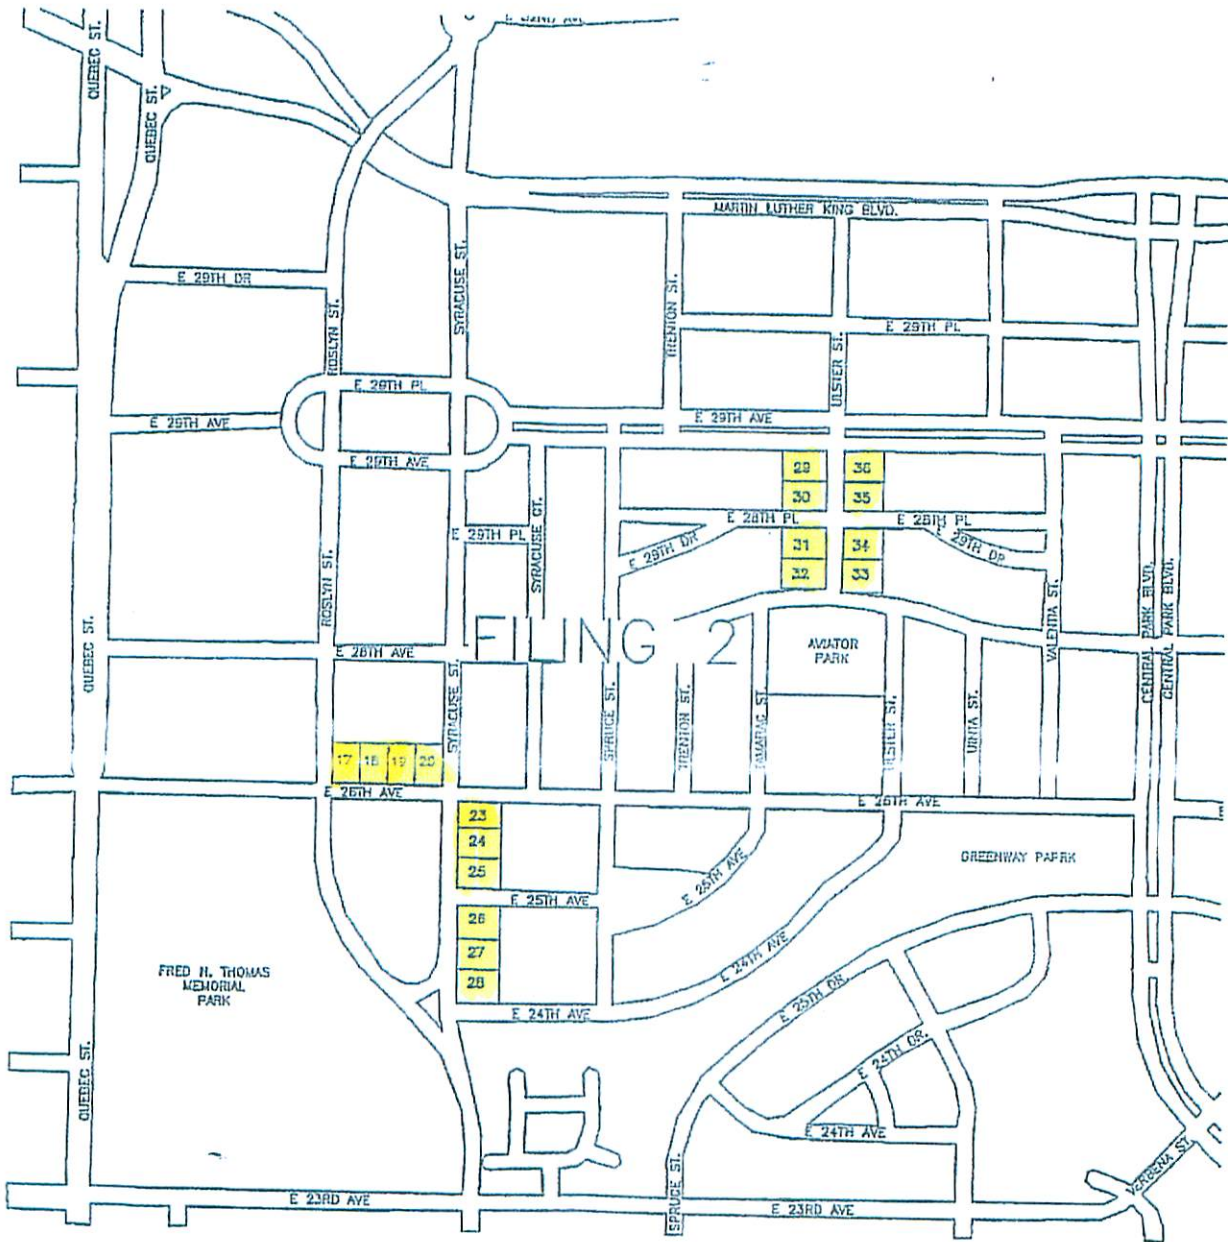 E 32ND AVE
QUEBEC ST.
QUEBEC ST.
MARTIN LUTHER KING BLVD.
E 29TH DR
SYRACUSE ST.
TRENTON ST.
ROSLYN ST.
E 29TH PL
ULSTER ST.
E 29TH PL
E 29TH AVE
E 29TH AVE
E 29TH AVE
29
36
30
35
SYRACUSE CT.
E 28TH PL
E 28TH PL
E 29TH PL
E 29TH DR
E 29TH DR
31
34
32
33
ROSLYN ST.
VALENTIA ST.
CENTRAL PARK BLVD.
CENTRAL PARK BLVD.
QUEBEC ST.
FILING 2
E 28TH AVE
AVIATOR
PARK
SYRACUSE ST.
SPRUCE ST.
TRENTON ST.
TAMARAC ST.
ULSTER ST.
UINTA ST.
17
18
19
20
E 26TH AVE
E 26TH AVE
23
24
25
GREENWAY PAPRK
E 25TH AVE
E 25TH AVE
26
27
28
E 24TH AVE
FRED N. THOMAS
MEMORIAL
PARK
E 25TH DR.
E 24TH AVE
QUEBEC ST.
E 24TH DR.
E 24TH AVE
SPRUCE ST.
VERBENA ST.
E 23RD AVE
E 23RD AVE